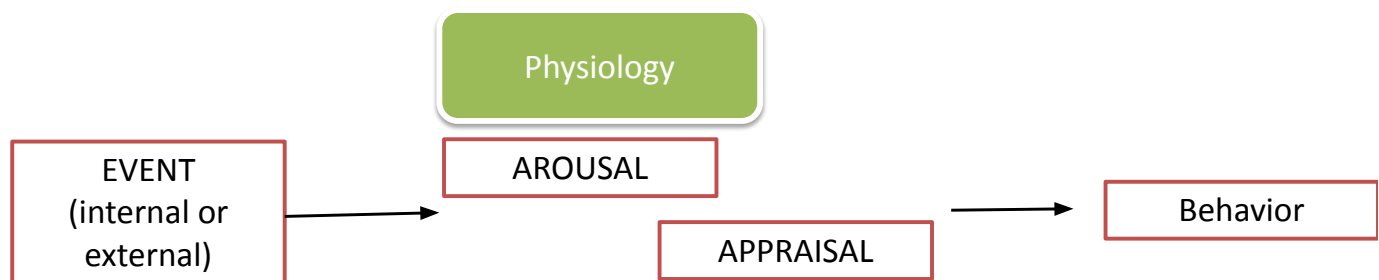 Physiology
EVENT
(internal or
external)
AROUSAL
APPRAISAL
Behavior